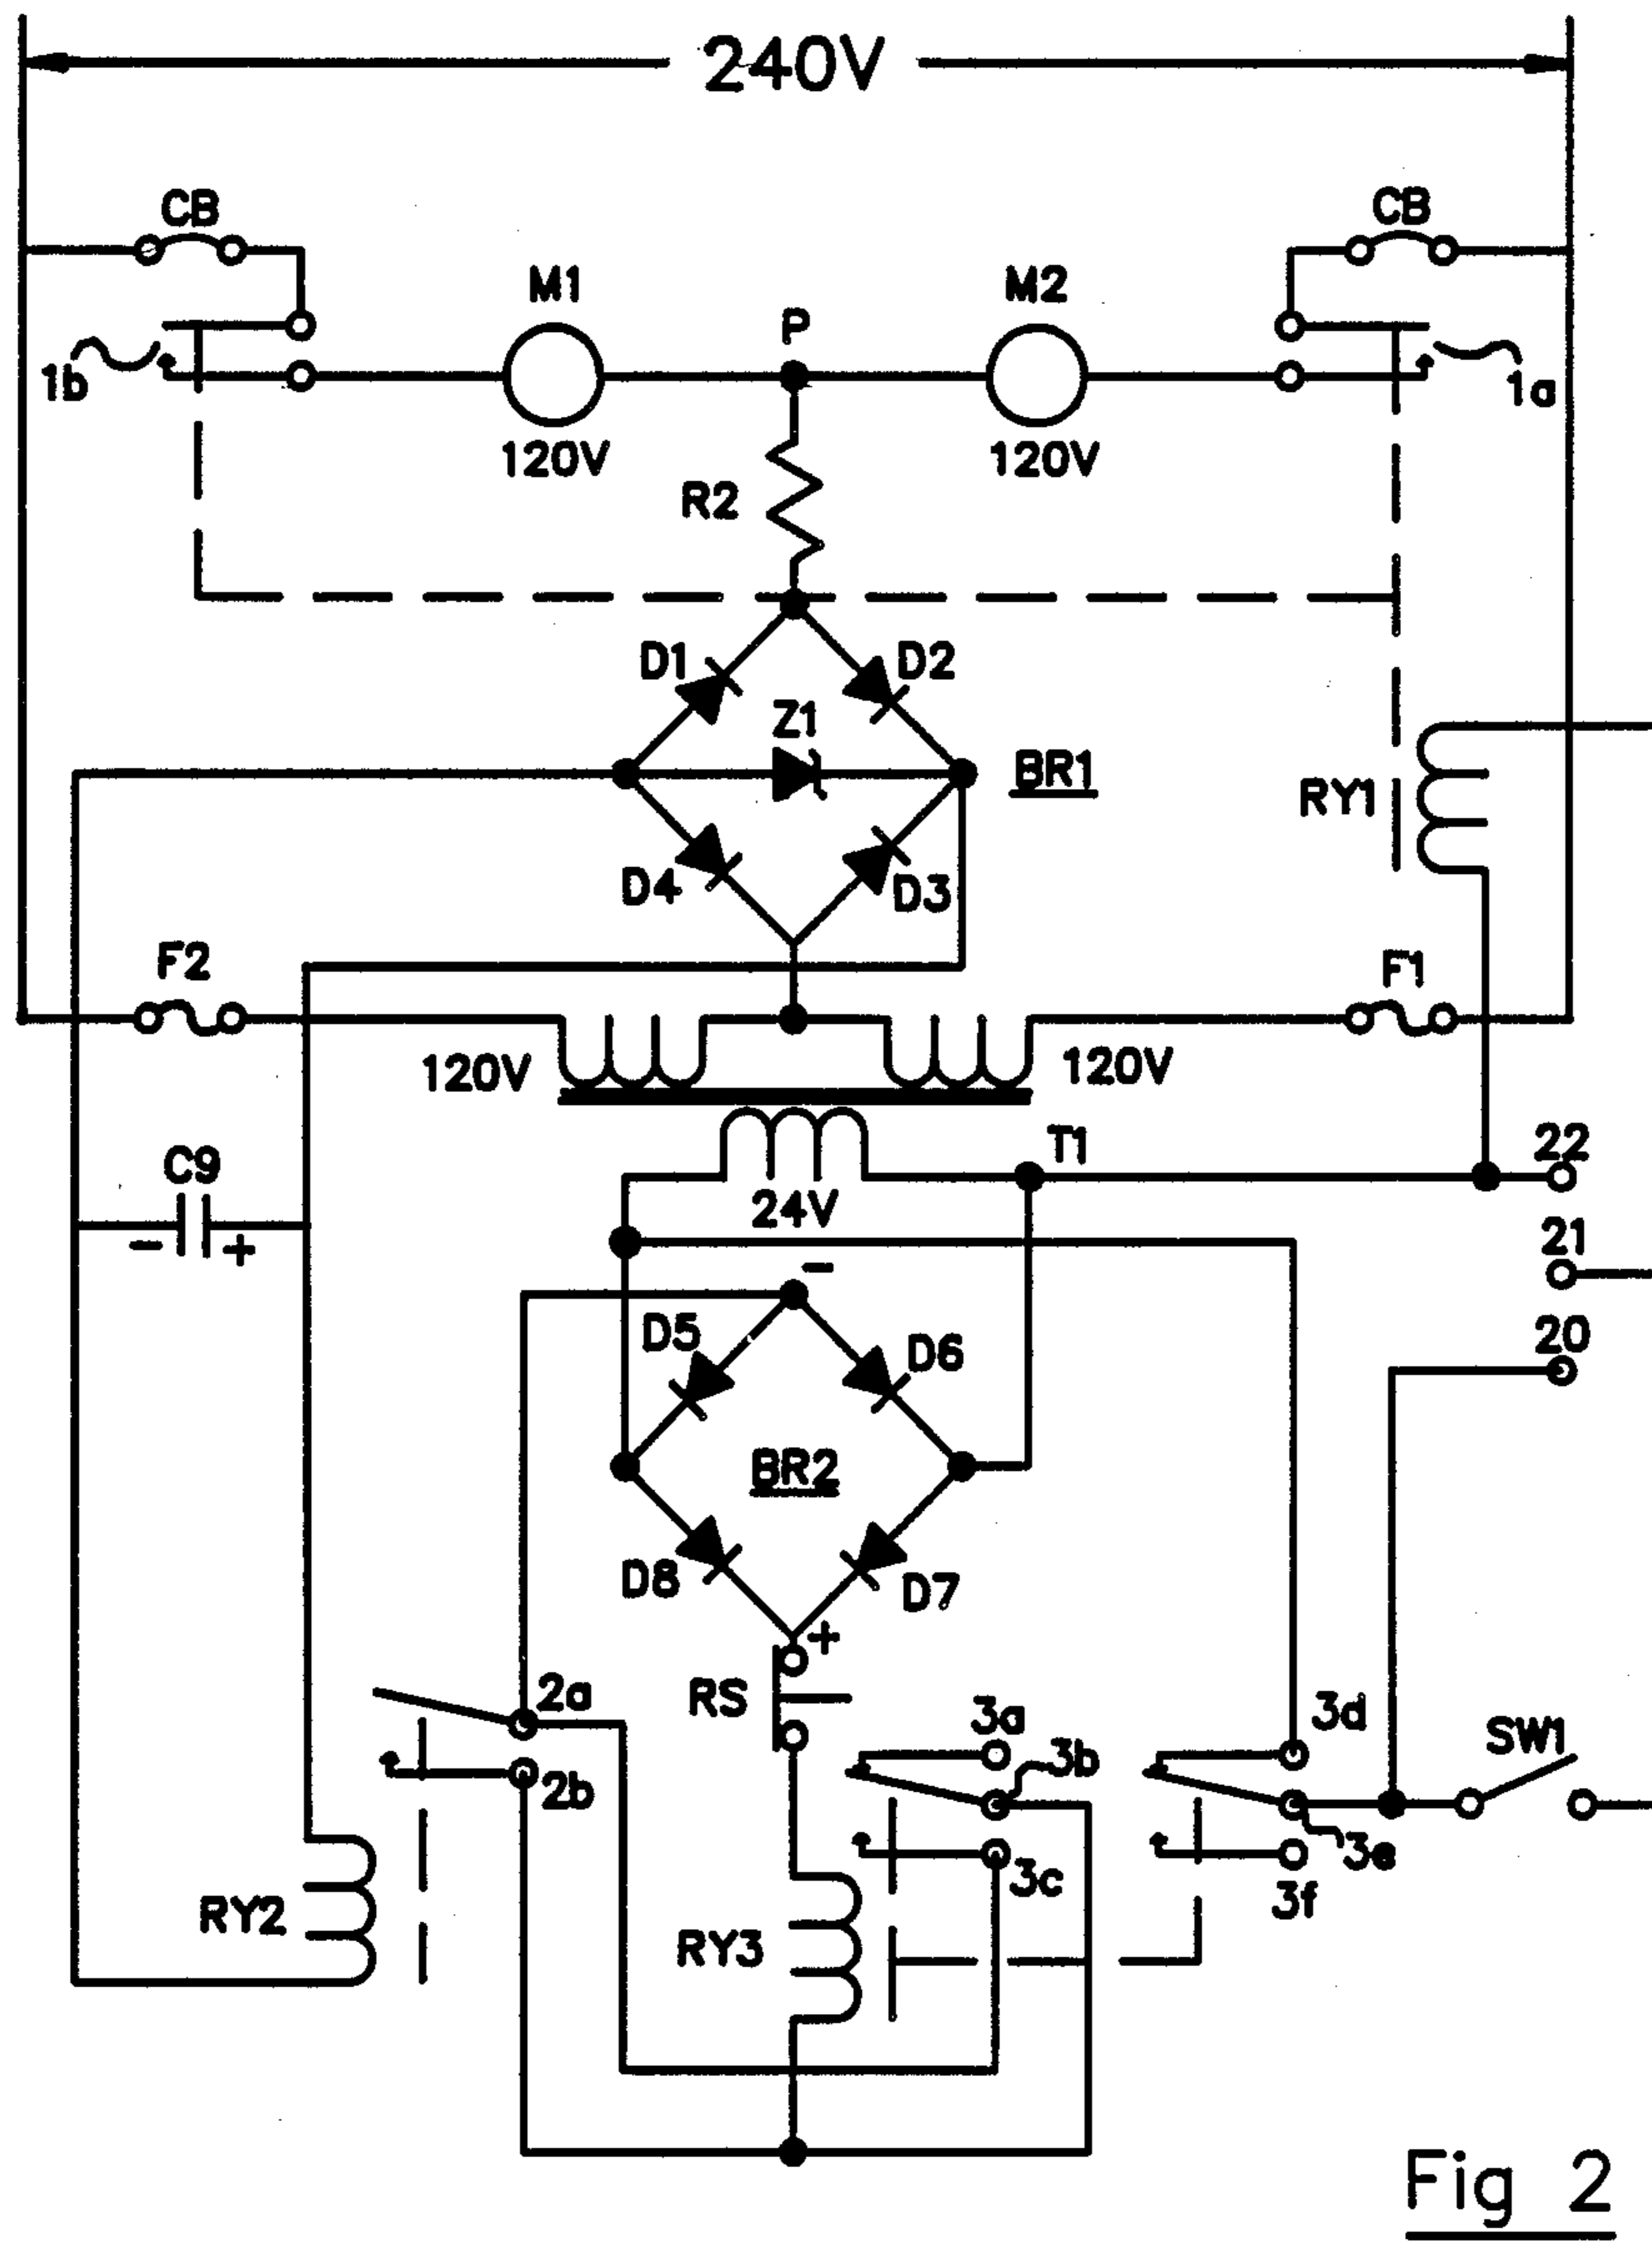 240V
CB
CB
M1
M2
P
1b
1a
120V
120V
R2
D1
D2
Z1
BR1
RY1
D4
D3
F2
F1
120V
120V
T1
22
C9
24V
21
-
+
-
20
D5
D6
BR2
D8
D7
+
RS
2a
3a
3d
SW1
3b
2b
3e
3c
3f
RY2
RY3
Fig 2